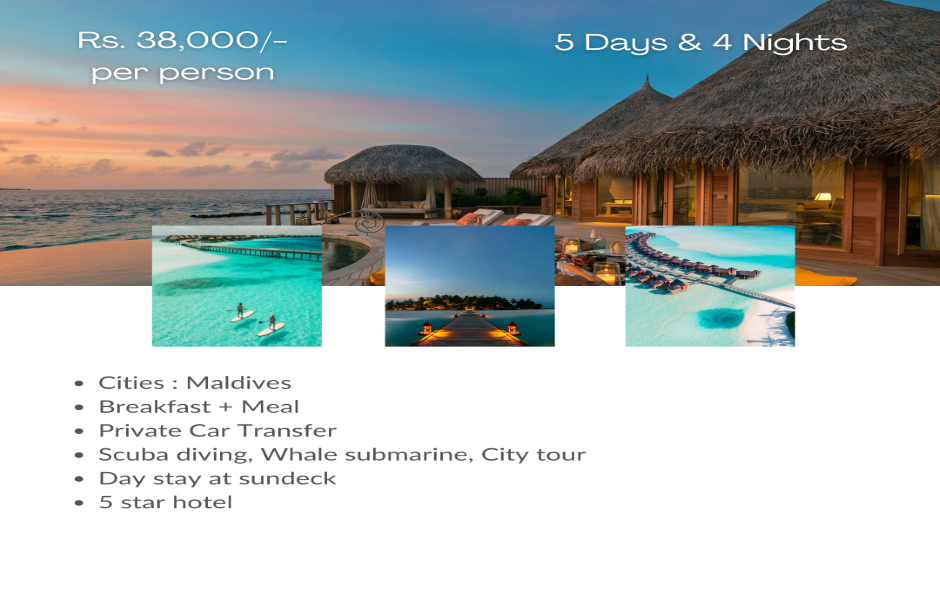 Rs. 38,000/-
per person
5 Days & 4 Nights
• Cities : Maldives
• Breakfast + Meal
• Private Car Transfer
• Scuba diving, Whale submarine, City tour
• Day stay at sundeck
• 5 star hotel